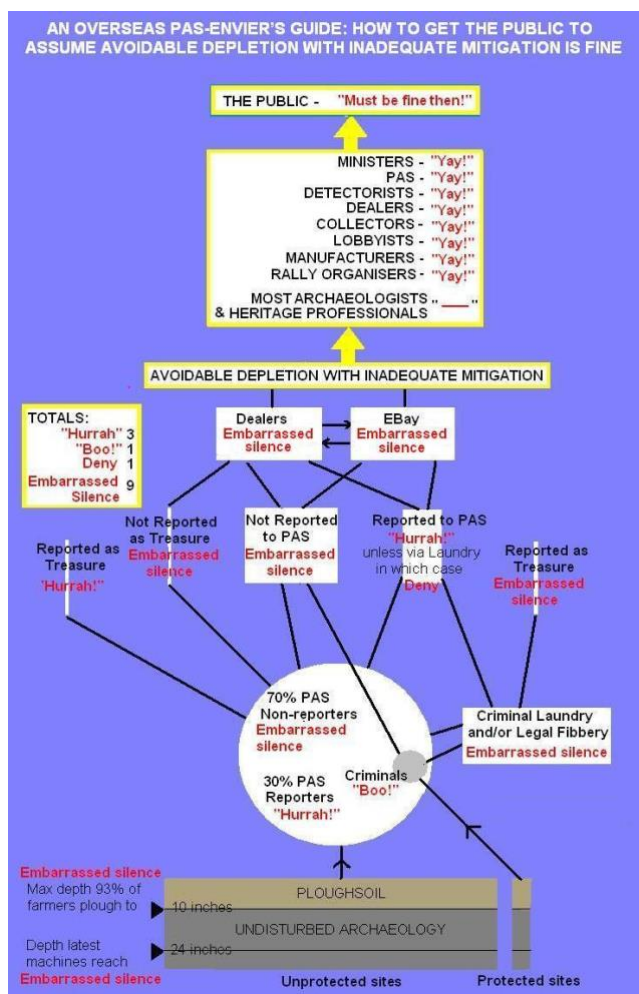 AN OVERSEAS PAS-ENVIER'S GUIDE: HOW TO GET THE PUBLIC TO
ASSUME AVOIDABLE DEPLETION WITH INADEQUATE MITIGATION IS FINE
THE PUBLIC - "Must be fine then!"
MINISTERS - "Yay!"
PAS - "Yay!"
DETECTORISTS - "Yay!"
DEALERS - "Yay!"
COLLECTORS - "Yay!"
LOBBYISTS - "Yay!"
MANUFACTURERS - "Yay!"
RALLY ORGANISERS - "Yay!"
MOST ARCHAEOLOGISTS
& HERITAGE PROFESSIONALS "___"
AVOIDABLE DEPLETION WITH INADEQUATE MITIGATION
TOTALS:
"Hurrah" 3
"Boo!" 1
Deny 1
Embarrassed 9
Silence
Dealers
Embarrassed
silence
EBay
Embarrassed
silence
Reported as
Treasure
'Hurrah!"
Not Reported
as Treasure
Embarrassed
silence
Not Reported
to PAS
Embarrassed
silence
Reported to PAS
"Hurrah!"
unless via Laundry
in which case
Deny
Reported as
Treasure
Embarrassed
silence
70% PAS
Non-reporters
Embarrassed
silence
30% PAS
Reporters
"Hurrah!"
Criminals
"Boo!"
Criminal Laundry
and/or Legal Fibbery
Embarrassed silence
Embarrassed silence
Max depth 93% of
farmers plough to
10 inches
PLOUGHSOIL
UNDISTURBED ARCHAEOLOGY
Depth latest
machines reach
24 inches
Embarrassed silence
Unprotected sites
Protected sites